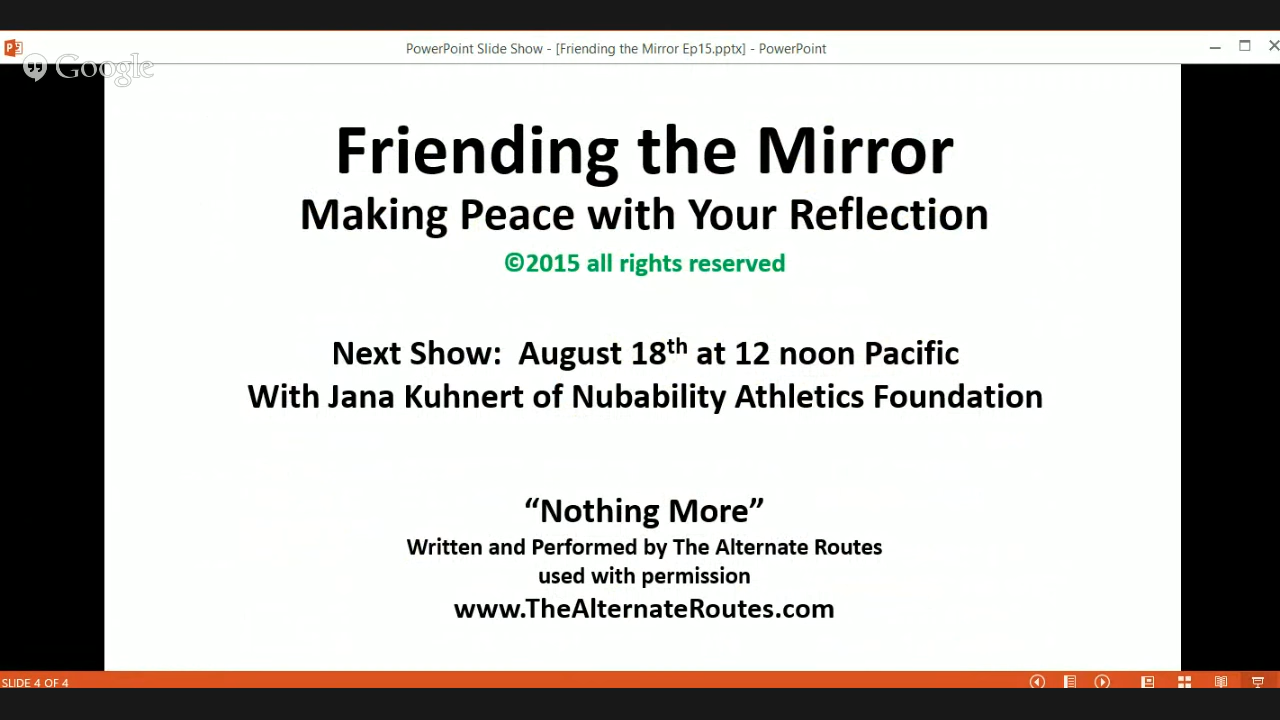 PowerPoint Slide Show - [Friending the Mirror Ep15.pptx] - PowerPoint
Google
Friending the Mirror
Making Peace with Your Reflection
©2015 all rights reserved
Next Show:  August 18th at 12 noon Pacific
With Jana Kuhnert of Nubability Athletics Foundation
“Nothing More”
Written and Performed by The Alternate Routes
used with permission
www.TheAlternateRoutes.com
SLIDE 4 OF 4